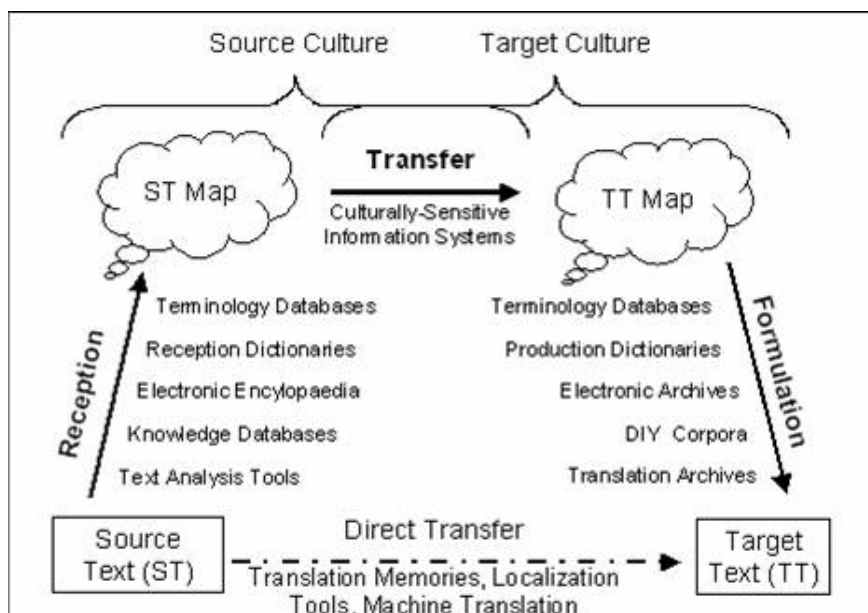 Source Culture
Target Culture
ST Map
Transfer
Culturally-Sensitive
Information Systems
TT Map
Reception
Terminology Databases
Reception Dictionaries
Electronic Encylopaedia
Knowledge Databases
Text Analysis Tools
Terminology Databases
Production Dictionaries
Electronic Archives
DIY Corpora
Translation Archives
Formulation
Source
Text (ST)
Direct Transfer
Translation Memories, Localization
Tools, Machine Translation
Target
Text (TT)